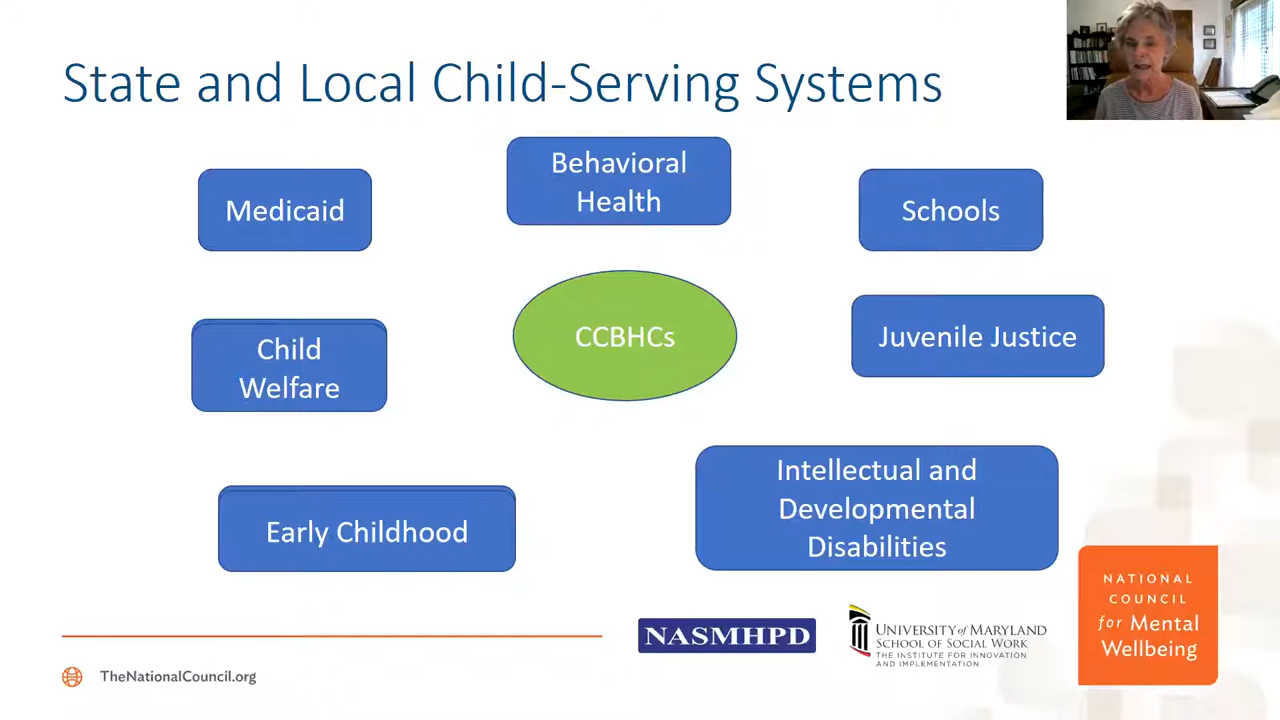 State and Local Child-Serving Systems
Behavioral
Health
Medicaid
Schools
CCBHCs
Juvenile Justice
Child
Welfare
Intellectual and
Developmental
Disabilities
Early Childhood
NATIONAL
COUNCIL
for Mental
Wellbeing
NASMHPD
UNIVERSITY of MARYLAND
SCHOOL OF SOCIAL WORK
THE INSTITUTE FOR INNOVATION
AND IMPLEMENTATION
TheNationalCouncil.org